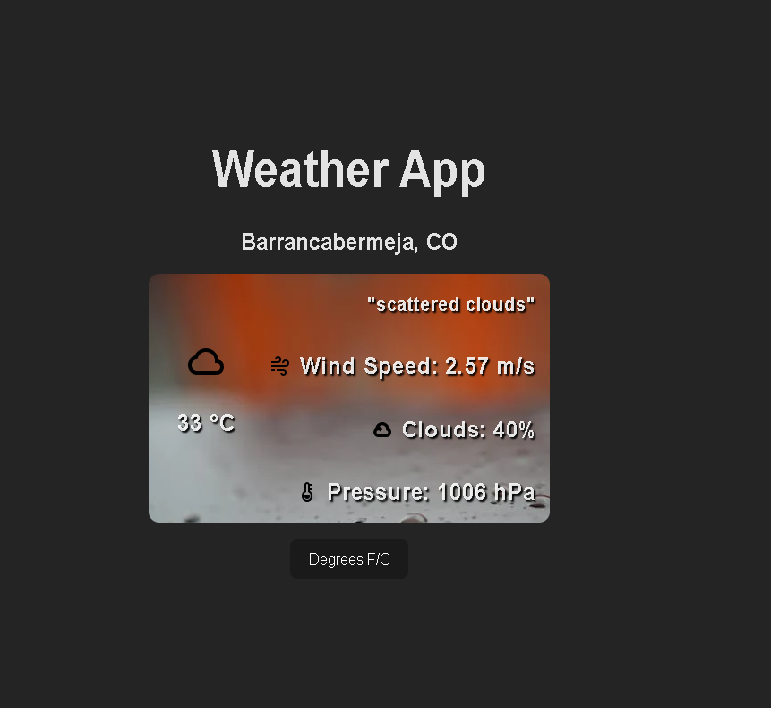 Weather App
Barrancabermeja, CO
"scattered clouds"
Wind Speed: 2.57 m/s
33 °C
Clouds: 40%
Pressure: 1006 hPa
Degrees F/C